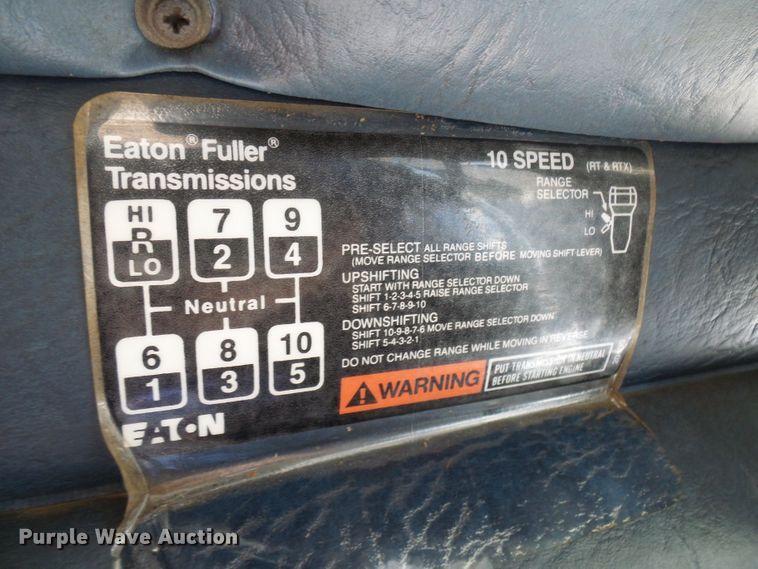 Eaton® Fuller®
Transmissions
10 SPEED (RT & RTX)
RANGE
SELECTOR
HI
LO
HI
R
LO
7
2
9
4
Neutral
6
1
8
3
10
5
PRE-SELECT ALL RANGE SHIFTS
(MOVE RANGE SELECTOR BEFORE MOVING SHIFT LEVER)
UPSHIFTING
START WITH RANGE SELECTOR DOWN
SHIFT 1-2-3-4-5 RAISE RANGE SELECTOR
SHIFT 6-7-8-9-10
DOWNSHIFTING
SHIFT 10-9-8-7-6 MOVE RANGE SELECTOR DOWN
SHIFT 5-4-3-2-1
DO NOT CHANGE RANGE WHILE MOVING IN REVERSE
WARNING
PUT TRANSMISSION IN NEUTRAL
BEFORE STARTING ENGINE
EATON
Purple Wave Auction